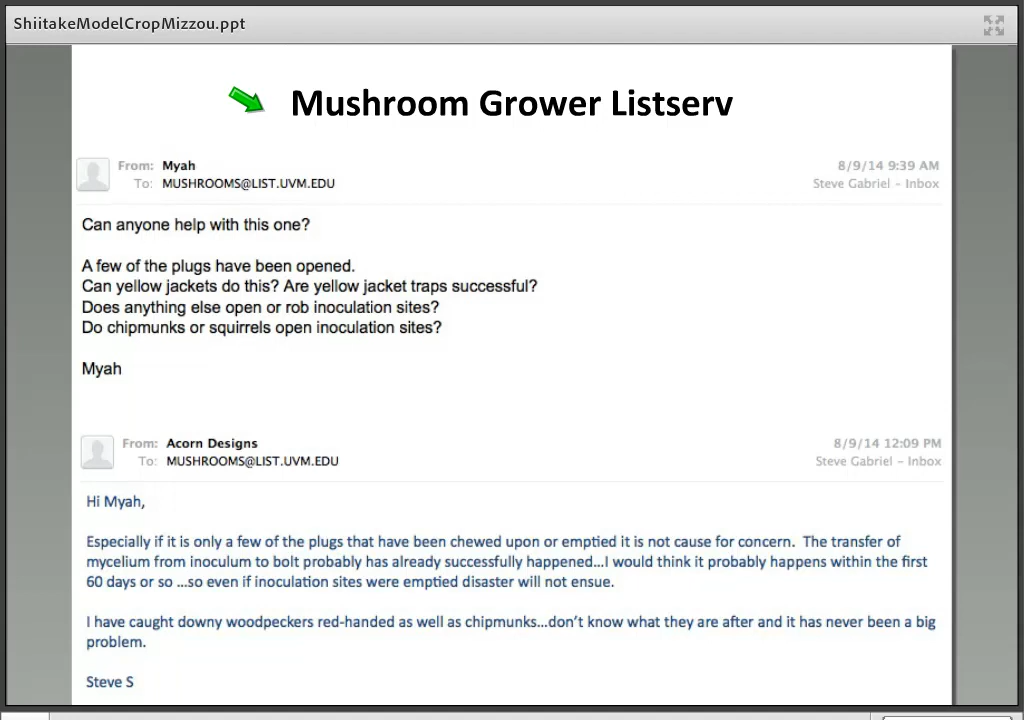 ShiitakeModelCropMizzou.ppt
Mushroom Grower Listserv
From: Myah
8/9/14 9:39 AM
To: MUSHROOMS@LIST.UVM.EDU
Steve Gabriel – Inbox
Can anyone help with this one?
A few of the plugs have been opened.
Can yellow jackets do this? Are yellow jacket traps successful?
Does anything else open or rob inoculation sites?
Do chipmunks or squirrels open inoculation sites?
Myah
From: Acorn Designs
8/9/14 12:09 PM
To: MUSHROOMS@LIST.UVM.EDU
Steve Gabriel – Inbox
Hi Myah,
Especially if it is only a few of the plugs that have been chewed upon or emptied it is not cause for concern.  The transfer of
mycelium from inoculum to bolt probably has already successfully happened…I would think it probably happens within the first
60 days or so …so even if inoculation sites were emptied disaster will not ensue.
I have caught downy woodpeckers red-handed as well as chipmunks…don’t know what they are after and it has never been a big
problem.
Steve S